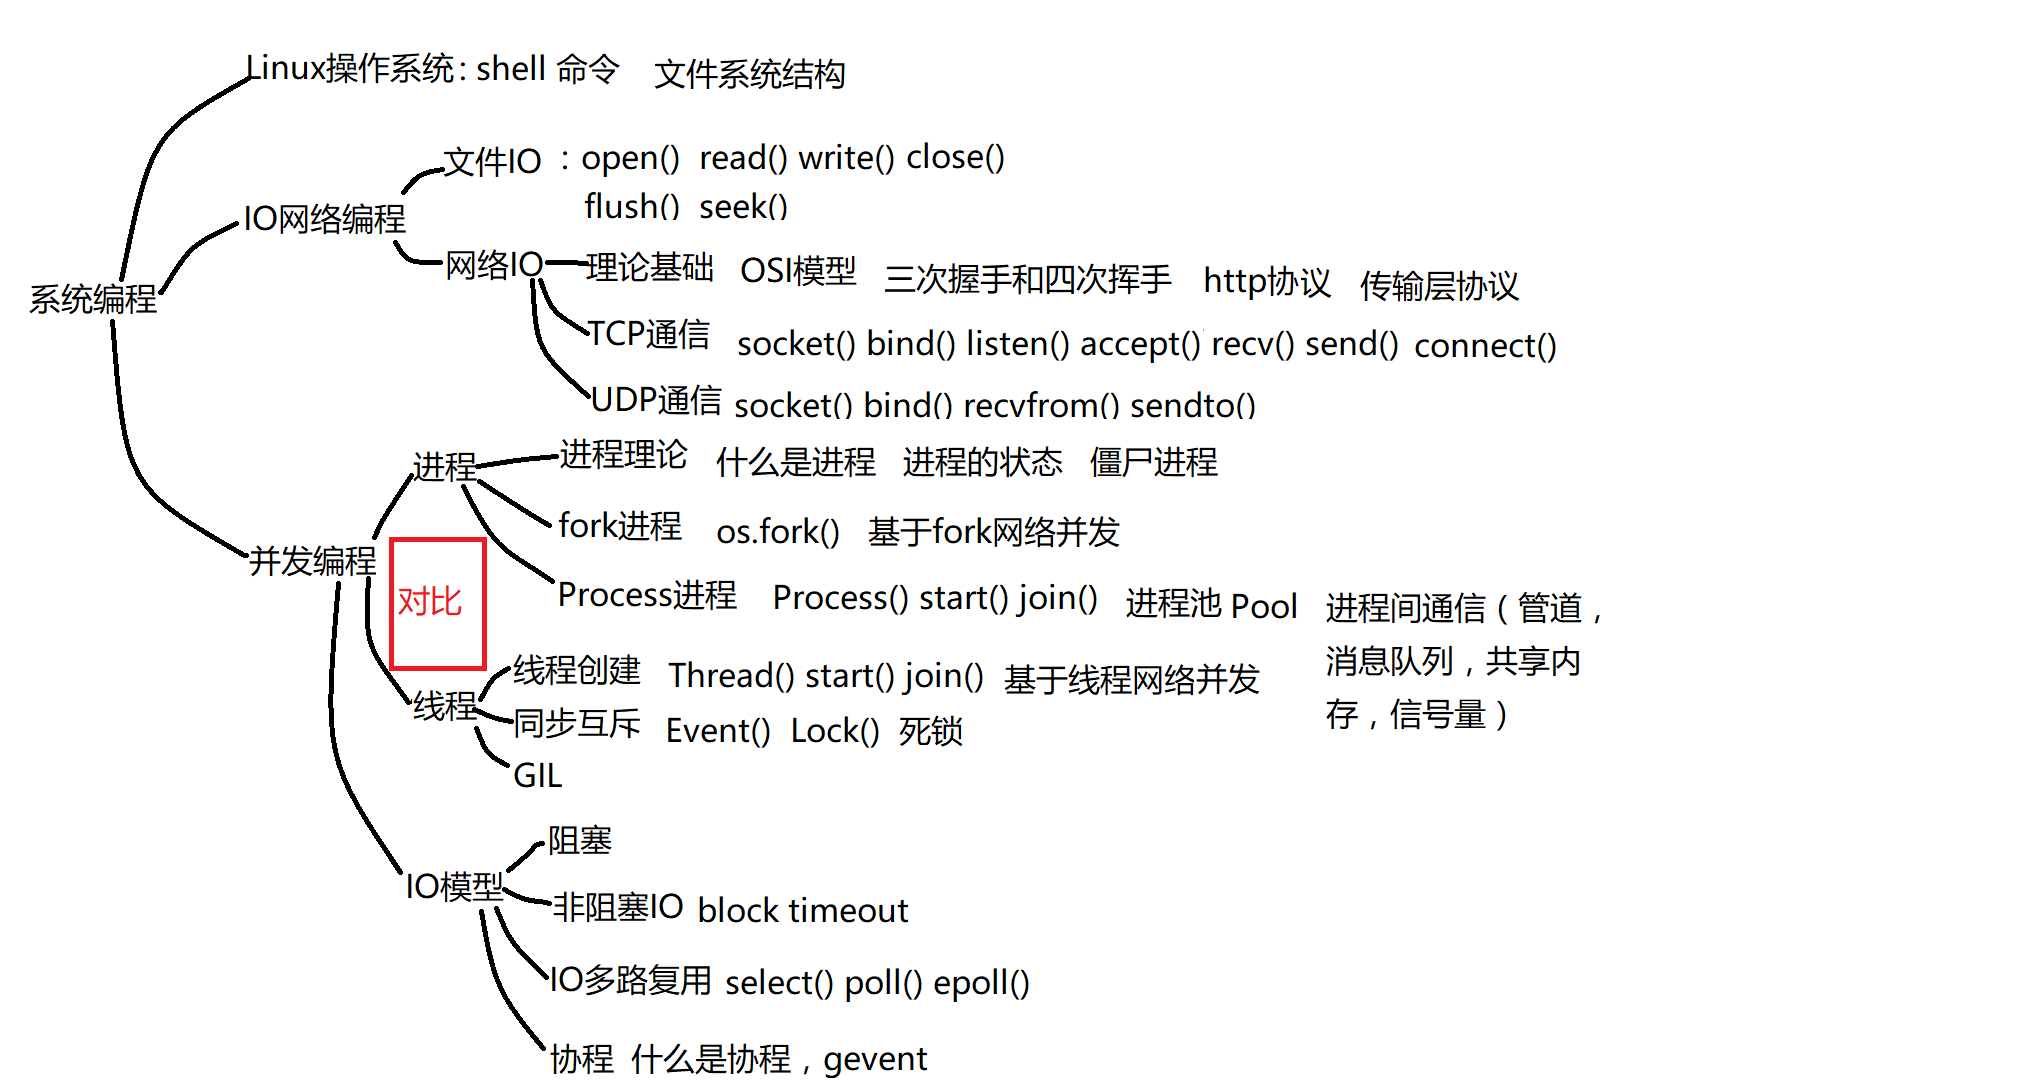 Linux操作系统：shell 命令 文件系统结构
文件IO ：open() read() write() close()
flush() seek()
IO网络编程
网络IO 理论基础 OSI模型 三次握手和四次挥手 http协议 传输层协议
系统编程
TCP通信 socket() bind() listen() accept() recv() send() connect()
UDP通信 socket() bind() recvfrom() sendto()
进程 进程理论 什么是进程 进程的状态 僵尸进程
fork进程 os.fork() 基于fork网络并发
并发编程
对比
Process进程 Process() start() join() 进程池 Pool 进程间通信（管道，
消息队列，共享内
存，信号量）
线程创建 Thread() start() join() 基于线程网络并发
线程
同步互斥 Event() Lock() 死锁
GIL
阻塞
IO模型
非阻塞IO block timeout
IO多路复用 select() poll() epoll()
协程 什么是协程，gevent